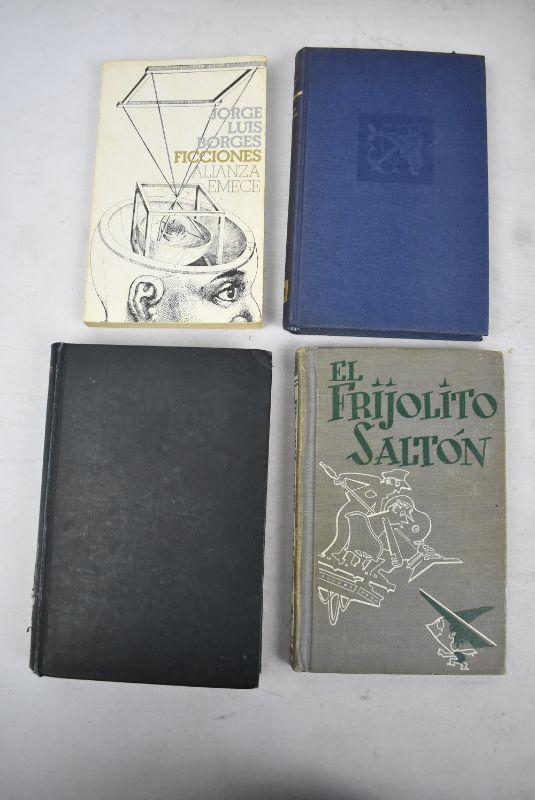 JORGE
LUIS
BORGES
FICCIONES
ALIANZA
EMECE
EL
FRIJOLITO
SALTÓN